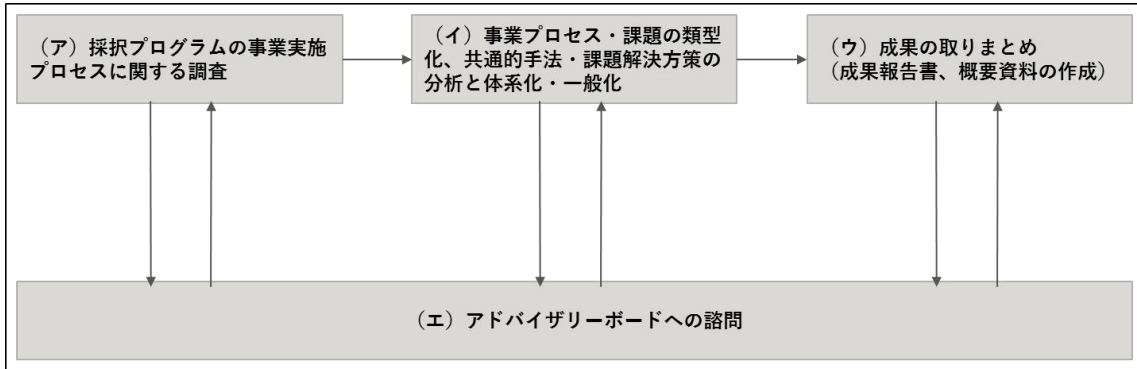 （ア）採択プログラムの事業実施
プロセスに関する調査
（イ）事業プロセス・課題の類型
化、共通的手法・課題解決方策の
分析と体系化・一般化
（ウ）成果の取りまとめ
（成果報告書、概要資料の作成）
（エ）アドバイザリーボードへの諮問